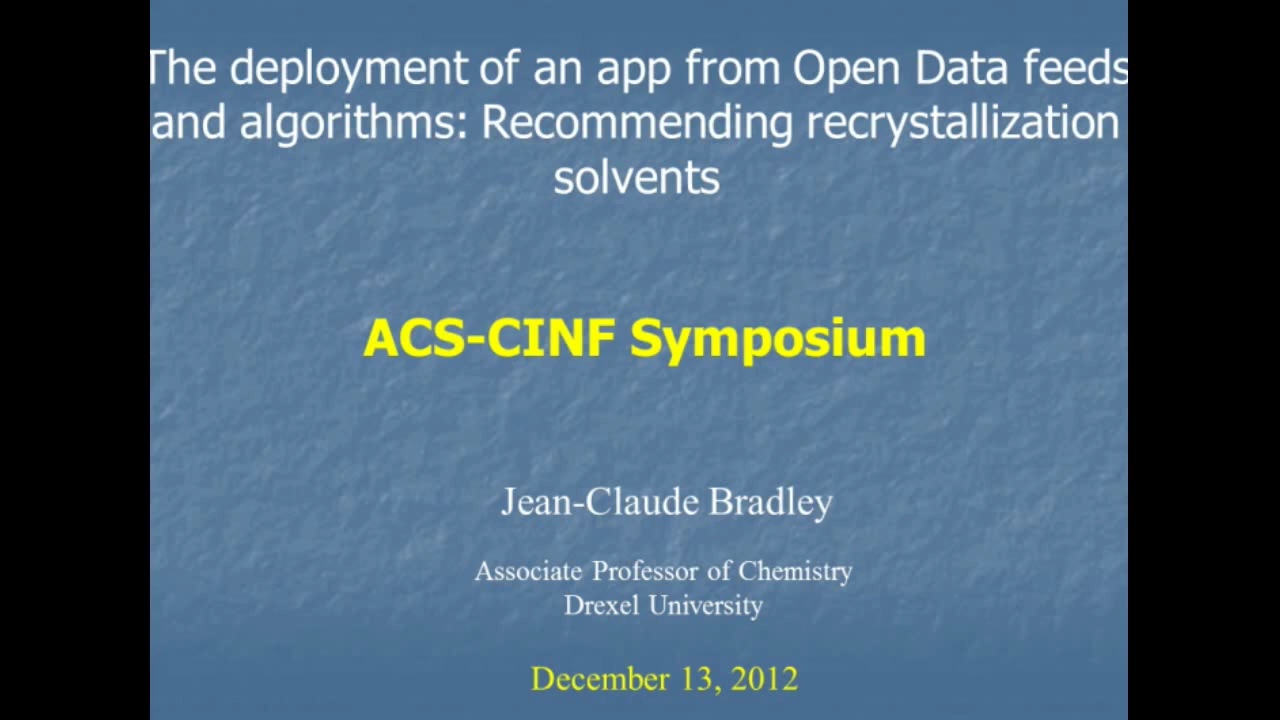 The deployment of an app from Open Data feeds
and algorithms: Recommending recrystallization
solvents
ACS-CINF Symposium
Jean-Claude Bradley
Associate Professor of Chemistry
Drexel University
December 13, 2012